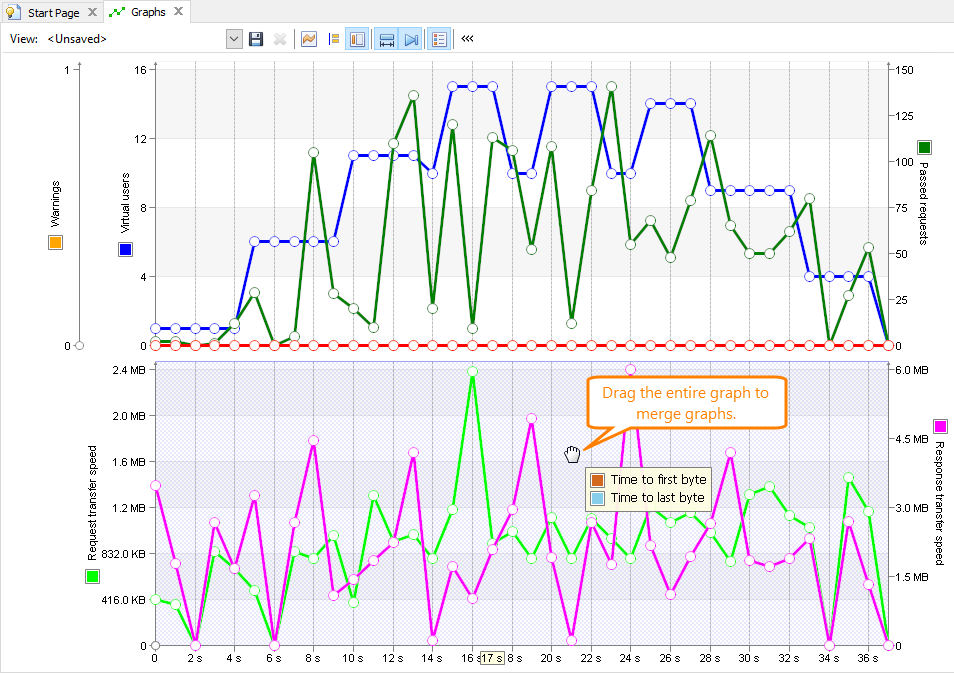 Start Page
Graphs
View: <Unsaved>
1
0
Warnings
16
12
8
4
0
Virtual users
150
125
100
75
50
25
0
Passed requests
2.4 MB
2.0 MB
1.6 MB
1.2 MB
832.0 KB
416.0 KB
0
Request transfer speed
6.0 MB
4.5 MB
3.0 MB
1.5 MB
0
Response transfer speed
Drag the entire graph to
merge graphs.
Time to first byte
Time to last byte
0 2 s 4 s 6 s 8 s 10 s 12 s 14 s 16 s 17 s 8 s 20 s 22 s 24 s 26 s 28 s 30 s 32 s 34 s 36 s